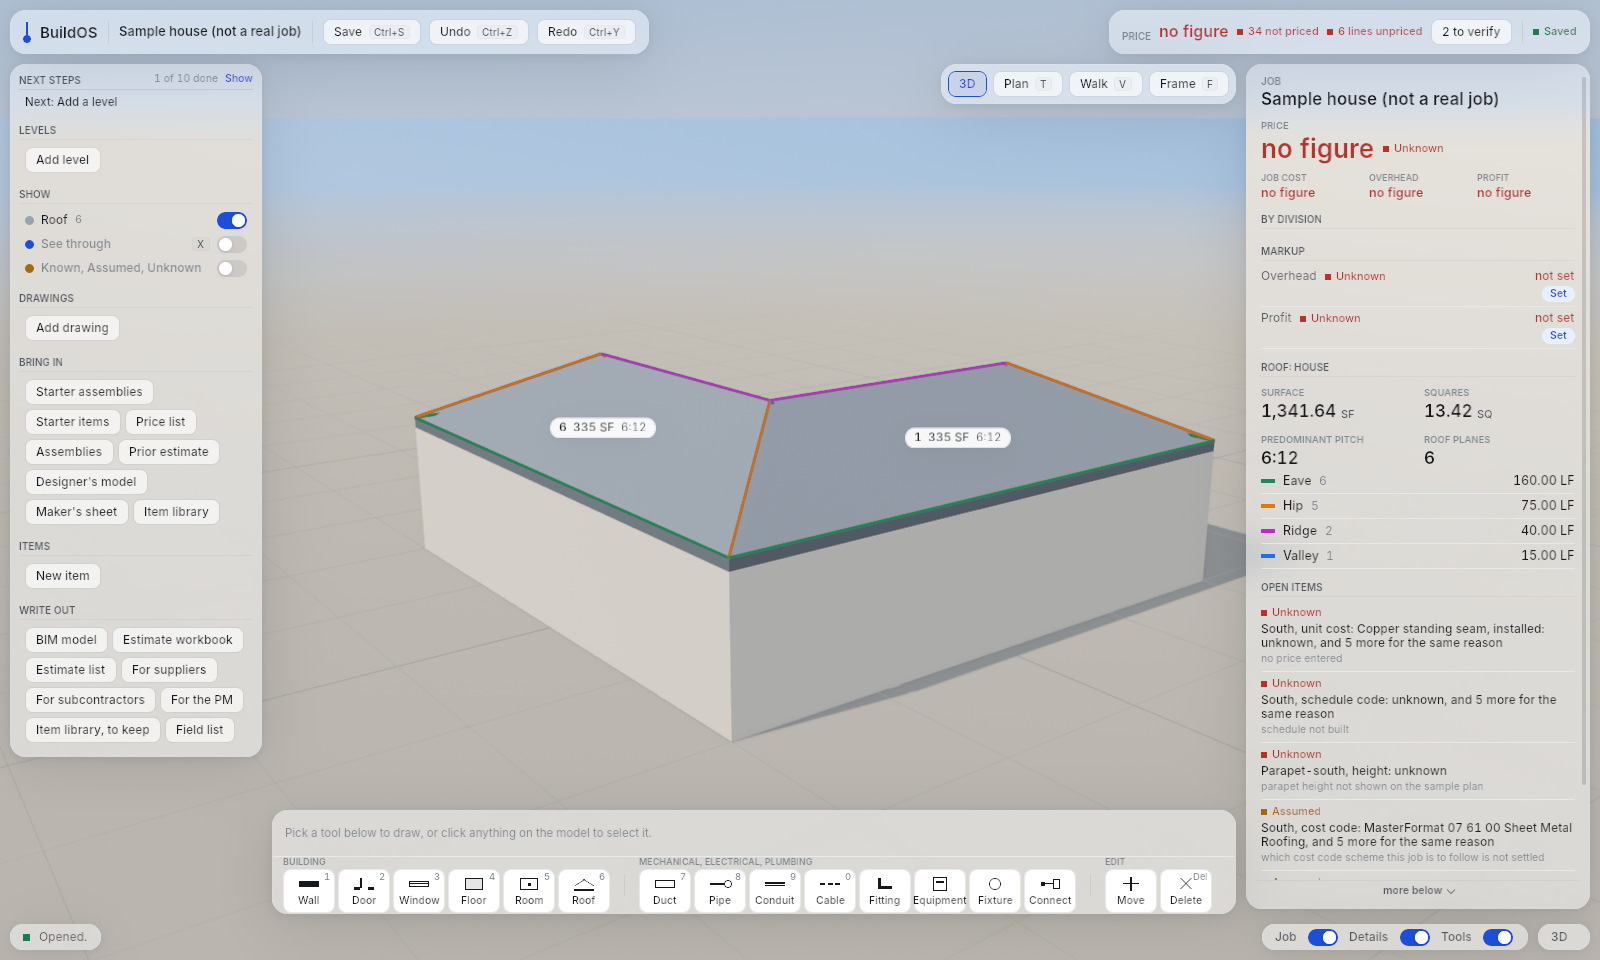 BuildOS
Sample house (not a real job)
Save Ctrl+S
Undo Ctrl+Z
Redo Ctrl+Y
PRICE no figure 34 not priced 6 lines unpriced 2 to verify Saved
NEXT STEPS 1 of 10 done Show
Next: Add a level
LEVELS
Add level
SHOW
Roof 6
See through X
Known, Assumed, Unknown
DRAWINGS
Add drawing
BRING IN
Starter assemblies
Starter items Price list
Assemblies Prior estimate
Designer's model
Maker's sheet Item library
ITEMS
New item
WRITE OUT
BIM model Estimate workbook
Estimate list For suppliers
For subcontractors For the PM
Item library, to keep Field list
Opened.
3D Plan T Walk V Frame F
6 335 SF 6:12
1 335 SF 6:12
Pick a tool below to draw, or click anything on the model to select it.
BUILDING
1 2 3 4 5 6
Wall Door Window Floor Room Roof
MECHANICAL, ELECTRICAL, PLUMBING
7 8 9 0
Duct Pipe Conduit Cable Fitting Equipment Fixture Connect
EDIT
Del
Move Delete
JOB
Sample house (not a real job)
PRICE
no figure Unknown
JOB COST OVERHEAD PROFIT
no figure no figure no figure
BY DIVISION
MARKUP
Overhead Unknown not set
Set
Profit Unknown not set
Set
ROOF: HOUSE
SURFACE SQUARES
1,341.64 SF 13.42 SQ
PREDOMINANT PITCH ROOF PLANES
6:12 6
Eave 6 160.00 LF
Hip 5 75.00 LF
Ridge 2 40.00 LF
Valley 1 15.00 LF
OPEN ITEMS
Unknown
South, unit cost: Copper standing seam, installed:
unknown, and 5 more for the same reason
no price entered
Unknown
South, schedule code: unknown, and 5 more for the
same reason
schedule not built
Unknown
Parapet-south, height: unknown
parapet height not shown on the sample plan
Assumed
South, cost code: MasterFormat 07 61 00 Sheet Metal
Roofing, and 5 more for the same reason
which cost code scheme this job is to follow is not settled
more below
Job Details Tools 3D